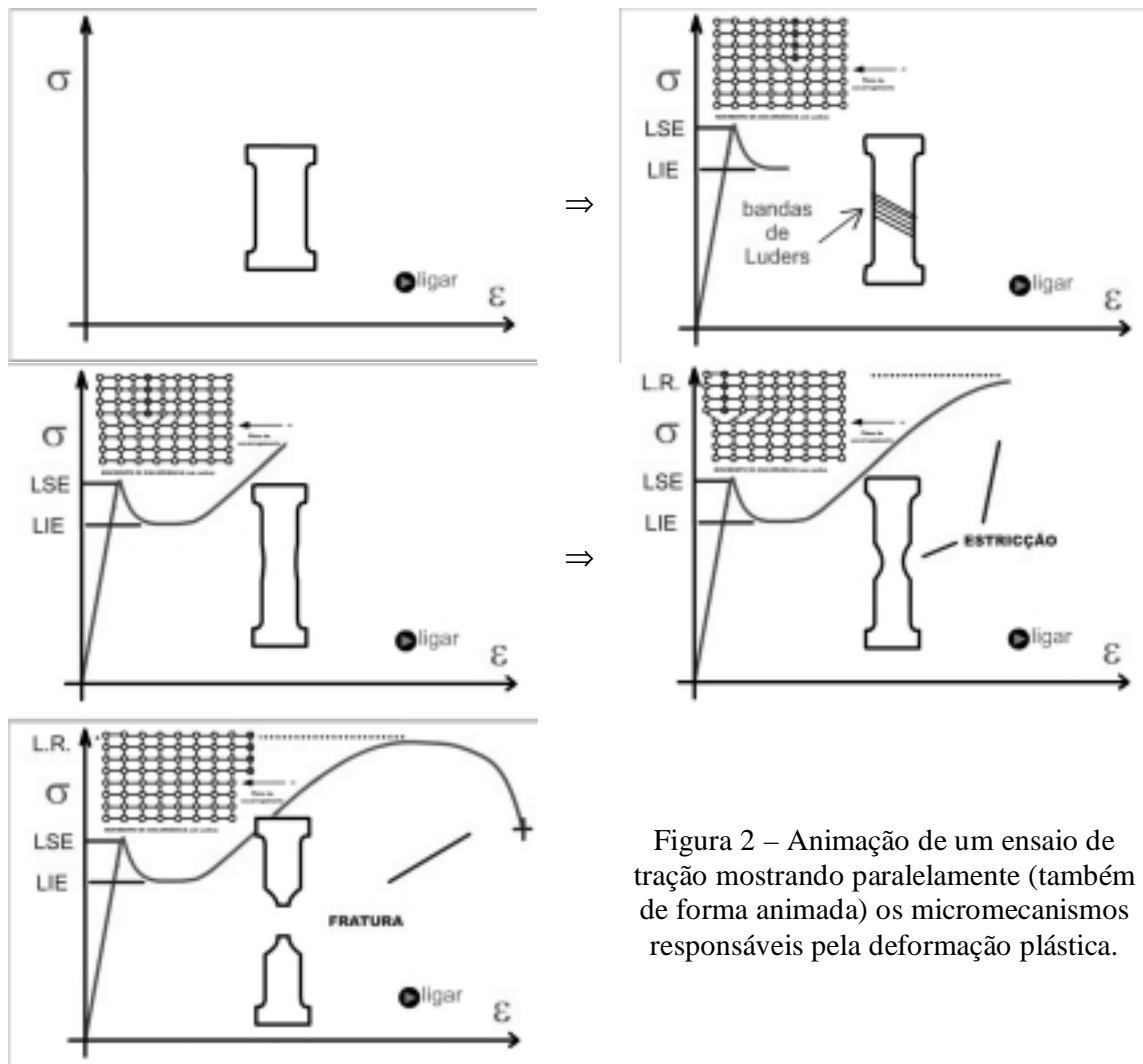 σ
ligar
ε
⇒
σ
LSE
LIE
bandas
de
Luders
ligar
ε
σ
LSE
LIE
ligar
ε
⇒
L.R.
σ
LSE
LIE
ESTRICÇÃO
ligar
ε
L.R.
σ
LSE
LIE
FRATURA
ligar
ε
Figura 2 – Animação de um ensaio de
tração mostrando paralelamente (também
de forma animada) os micromecanismos
responsáveis pela deformação plástica.